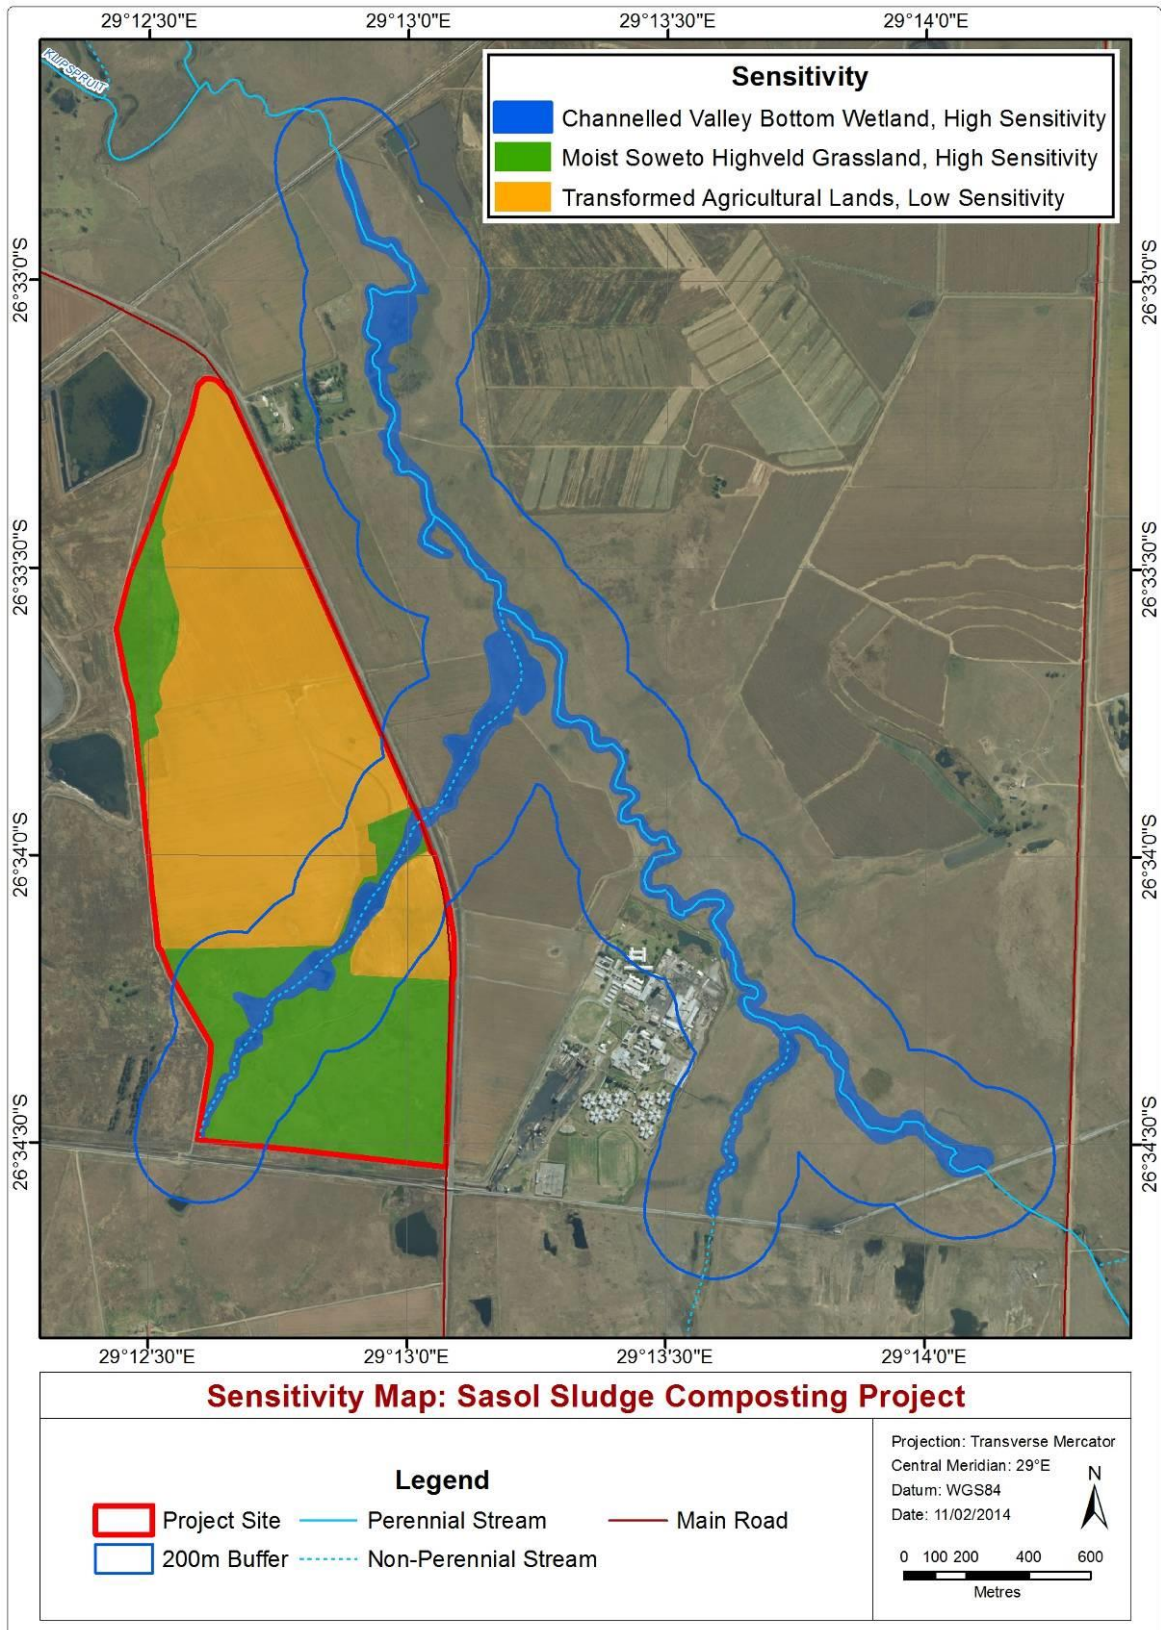 29°12'30"E 29°13'0"E 29°13'30"E 29°14'0"E
KLIPSPRUIT
Sensitivity
Channelled Valley Bottom Wetland, High Sensitivity
Moist Soweto Highveld Grassland, High Sensitivity
Transformed Agricultural Lands, Low Sensitivity
26°33'0"S 26°33'0"S
26°33'30"S 26°33'30"S
26°34'0"S 26°34'0"S
26°34'30"S 26°34'30"S
29°12'30"E 29°13'0"E 29°13'30"E 29°14'0"E
Sensitivity Map: Sasol Sludge Composting Project
Legend
Project Site Perennial Stream Main Road
200m Buffer Non-Perennial Stream
Projection: Transverse Mercator
Central Meridian: 29°E
Datum: WGS84
Date: 11/02/2014
N
0 100 200 400 600
Metres